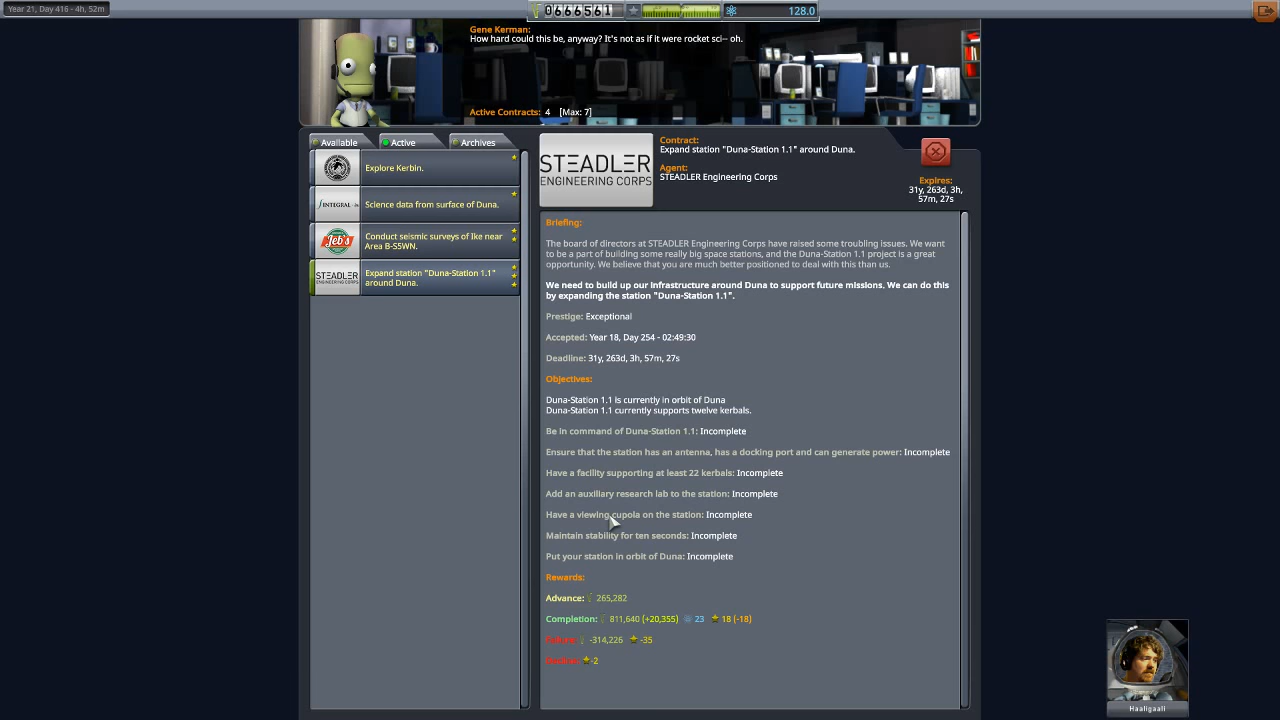 Year 21, Day 416 - 4h, 52m
0666561
128.0
Gene Kerman:
How hard could this be, anyway? It's not as if it were rocket sci-- oh.
Active Contracts: 4 [Max: 7]
Available
Active
Archives
Explore Kerbin.
INTEGRAL
Science data from surface of Duna.
Jeb's
Conduct seismic surveys of Ike near
Area B-S5WN.
STEADLER
ENGINEERING CORPS
Expand station "Duna-Station 1.1"
around Duna.
STEADLER
ENGINEERING CORPS
Contract:
Expand station "Duna-Station 1.1" around Duna.
Agent:
STEADLER Engineering Corps
Expires:
31y, 263d, 3h,
57m, 27s
Briefing:
The board of directors at STEADLER Engineering Corps have raised some troubling issues. We want
to be a part of building some really big space stations, and the Duna-Station 1.1 project is a great
opportunity. We believe that you are much better positioned to deal with this than us.
We need to build up our infrastructure around Duna to support future missions. We can do this
by expanding the station "Duna-Station 1.1".
Prestige: Exceptional
Accepted: Year 18, Day 254 - 02:49:30
Deadline: 31y, 263d, 3h, 57m, 27s
Objectives:
Duna-Station 1.1 is currently in orbit of Duna
Duna-Station 1.1 currently supports twelve kerbals.
Be in command of Duna-Station 1.1: Incomplete
Ensure that the station has an antenna, has a docking port and can generate power: Incomplete
Have a facility supporting at least 22 kerbals: Incomplete
Add an auxiliary research lab to the station: Incomplete
Have a viewing cupola on the station: Incomplete
Maintain stability for ten seconds: Incomplete
Put your station in orbit of Duna: Incomplete
Rewards:
Advance: 265,282
Completion: 811,640 (+20,355) 23 18 (-18)
Failure: -314,226 -35
Decline: -2
Haaligaali